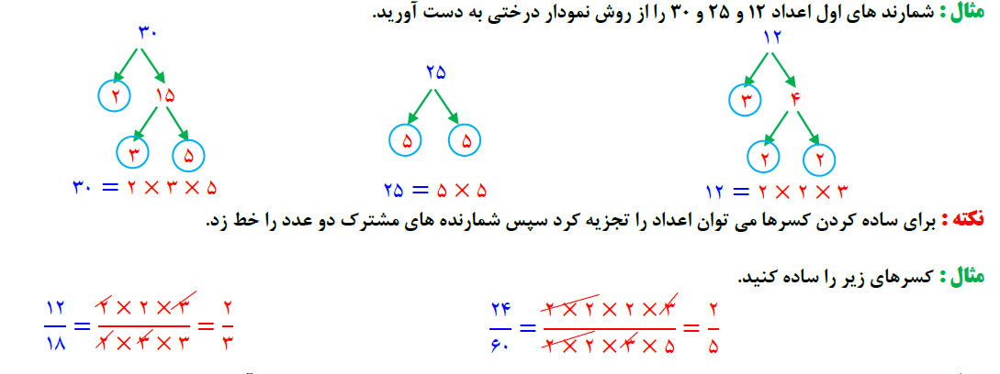 مثال : شمارند های اول اعداد ۱۲ و ۲۵ و ۳۰ را از روش نمودار درختی به دست آورید.
۱۲
۳ ۴
۲ ۲
۱۲ = ۲ × ۲ × ۳
۲۵
۵ ۵
۲۵ = ۵ × ۵
۳۰
۲ ۱۵
۳ ۵
۳۰ = ۲ × ۳ × ۵
نکته : برای ساده کردن کسرها می توان اعداد را تجزیه کرد سپس شمارنده های مشترک دو عدد را خط زد.
مثال : کسرهای زیر را ساده کنید.
۲۴/۶۰ = (۲ × ۲ × ۲ × ۳)/(۲ × ۲ × ۳ × ۵) = ۲/۵
۱۲/۱۸ = (۲ × ۲ × ۳)/(۲ × ۳ × ۳) = ۲/۳